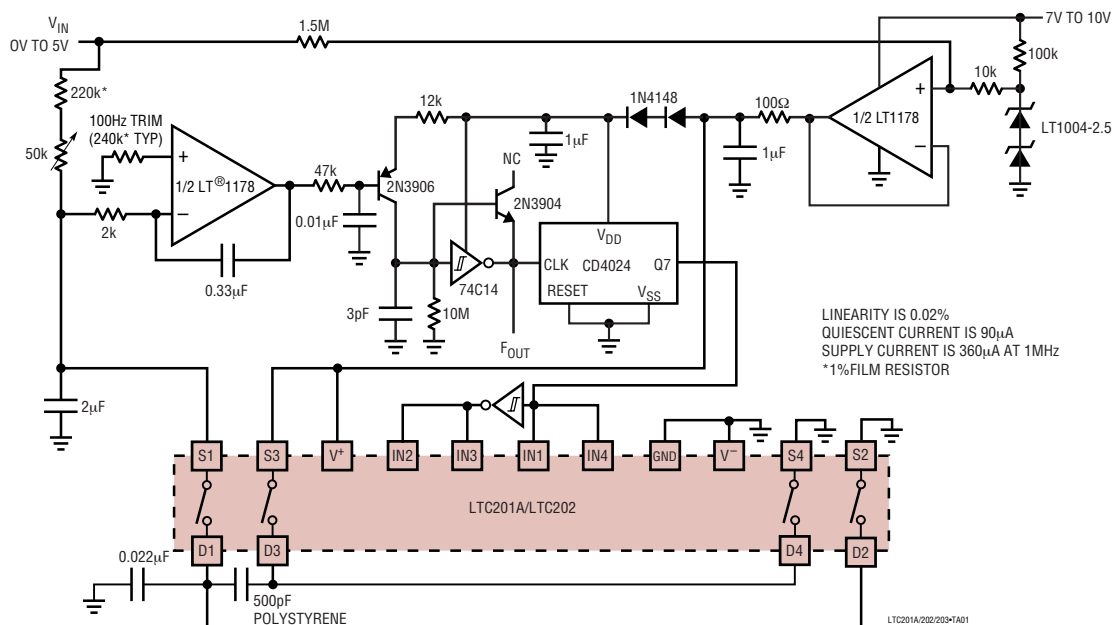 V_IN
0V TO 5V
1.5M
7V TO 10V
220k*
100Hz TRIM
(240k* TYP)
50k
+
1/2 LT®1178
–
2k
0.33µF
47k
0.01µF
12k
2N3906
1µF
NC
2N3904
1N4148
100Ω
1µF
1/2 LT1178
+
–
10k
100k
LT1004-2.5
3pF
10M
74C14
F_OUT
V_DD
CLK
CD4024
Q7
RESET
V_SS
LINEARITY IS 0.02%
QUIESCENT CURRENT IS 90µA
SUPPLY CURRENT IS 360µA AT 1MHz
*1%FILM RESISTOR
2µF
S1
S3
V+
IN2
IN3
IN1
IN4
GND
V–
S4
S2
LTC201A/LTC202
D1
D3
D4
D2
0.022µF
500pF
POLYSTYRENE
LTC201A/202/203•TA01